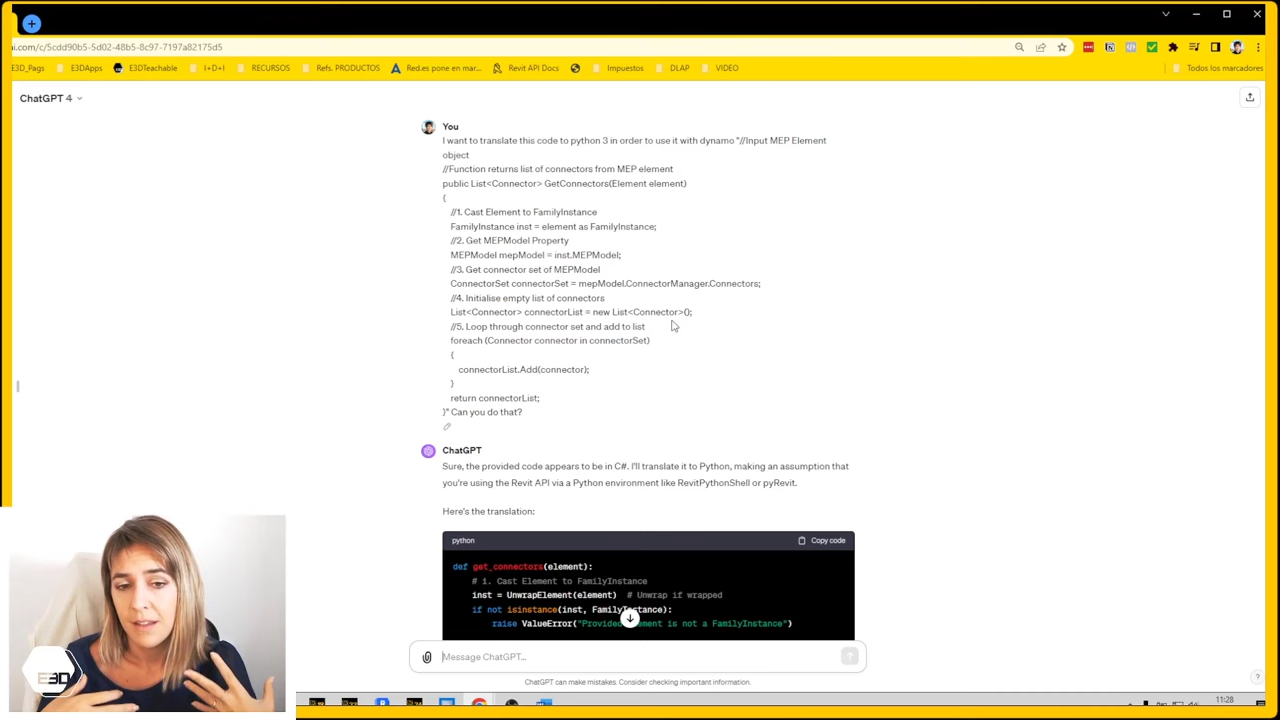 ai.com/c/5cdd90b5-5d02-48b5-8c97-7197a82175d5
E3D_Pags E3DApps E3DTeachable I+D+I RECURSOS Refs. PRODUCTOS Red.es pone en mar... Revit API Docs Impuestos DLAP VIDEO Todos los marcadores
ChatGPT 4
You
I want to translate this code to python 3 in order to use it with dynamo "//Input MEP Element
object
//Function returns list of connectors from MEP element
public List<Connector> GetConnectors(Element element)
{
//1. Cast Element to FamilyInstance
FamilyInstance inst = element as FamilyInstance;
//2. Get MEPModel Property
MEPModel mepModel = inst.MEPModel;
//3. Get connector set of MEPModel
ConnectorSet connectorSet = mepModel.ConnectorManager.Connectors;
//4. Initialise empty list of connectors
List<Connector> connectorList = new List<Connector>();
//5. Loop through connector set and add to list
foreach (Connector connector in connectorSet)
{
connectorList.Add(connector);
}
return connectorList;
}" Can you do that?
ChatGPT
Sure, the provided code appears to be in C#. I'll translate it to Python, making an assumption that
you're using the Revit API via a Python environment like RevitPythonShell or pyRevit.
Here's the translation:
python Copy code
def get_connectors(element):
# 1. Cast Element to FamilyInstance
inst = UnwrapElement(element) # Unwrap if wrapped
if not isinstance(inst, FamilyInstance):
raise ValueError("Provided element is not a FamilyInstance")
Message ChatGPT...
ChatGPT can make mistakes. Consider checking important information.
?
E3D
11:28